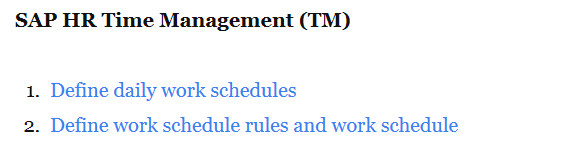 SAP HR Time Management (TM)
1. Define daily work schedules
2. Define work schedule rules and work schedule